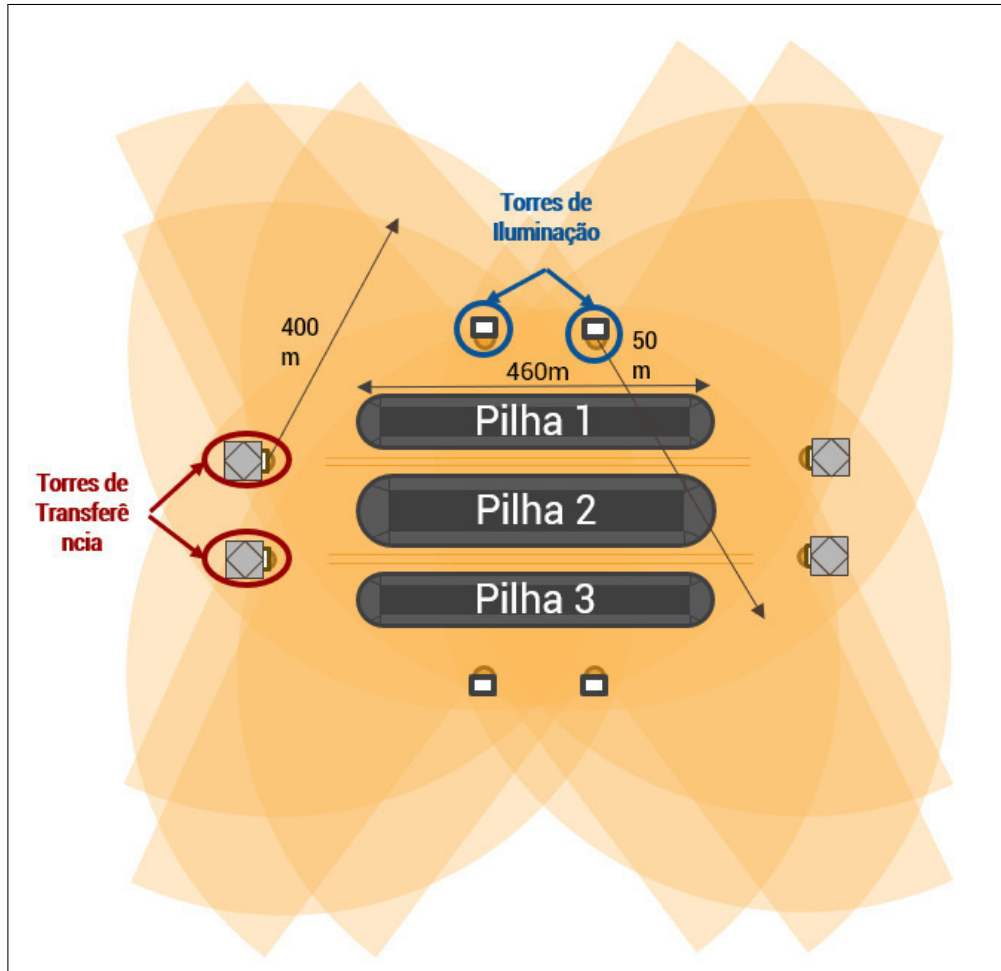 Torres de
Iluminação
400
m
50
m
460m
Pilha 1
Torres de
Transferê
ncia
Pilha 2
Pilha 3